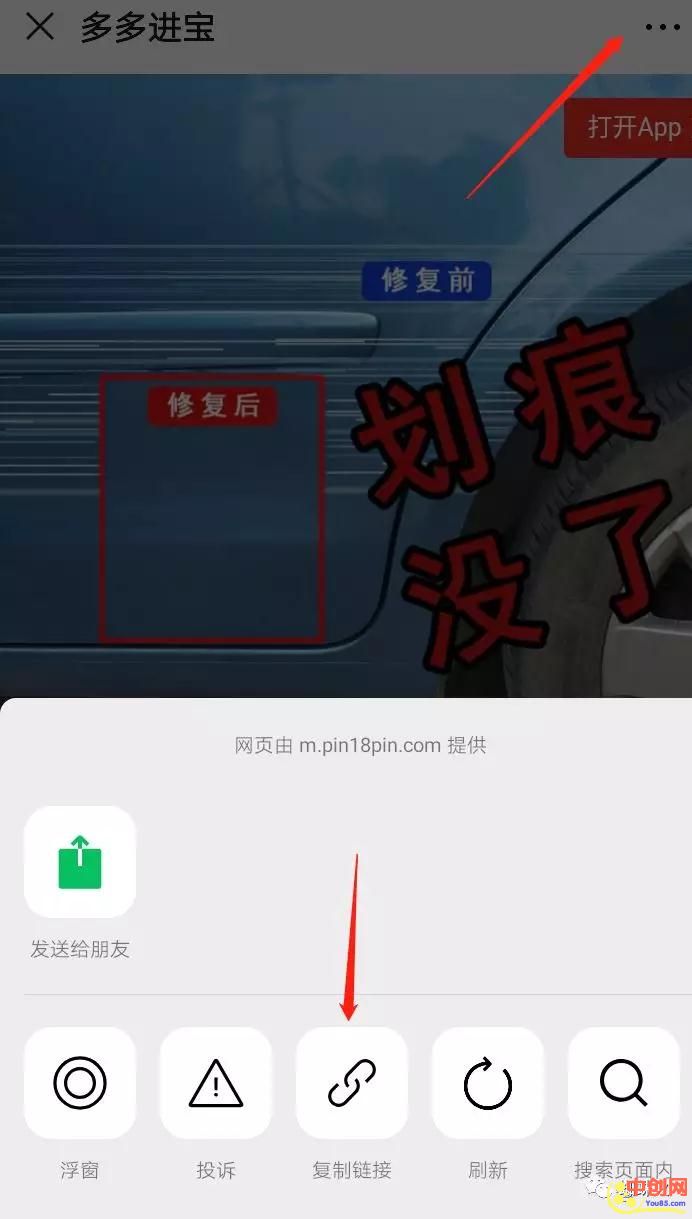 多多进宝
打开App
修复前
修复后
划痕
没了
网页由 m.pin18pin.com 提供
发送给朋友
浮窗
投诉
复制链接
刷新
搜索页面内
中创网
You85.com